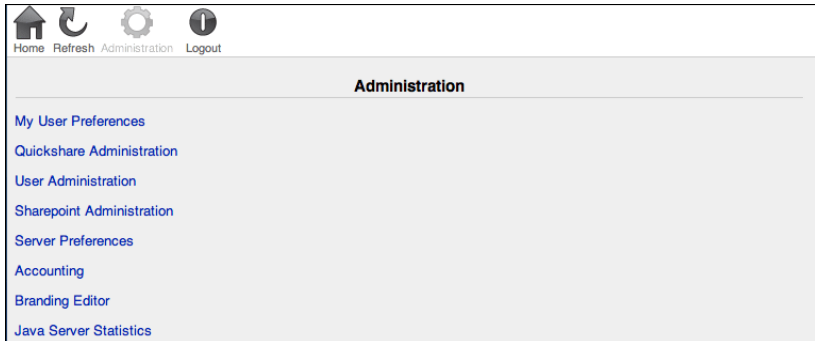 Home Refresh Administration Logout
Administration
My User Preferences
Quickshare Administration
User Administration
Sharepoint Administration
Server Preferences
Accounting
Branding Editor
Java Server Statistics